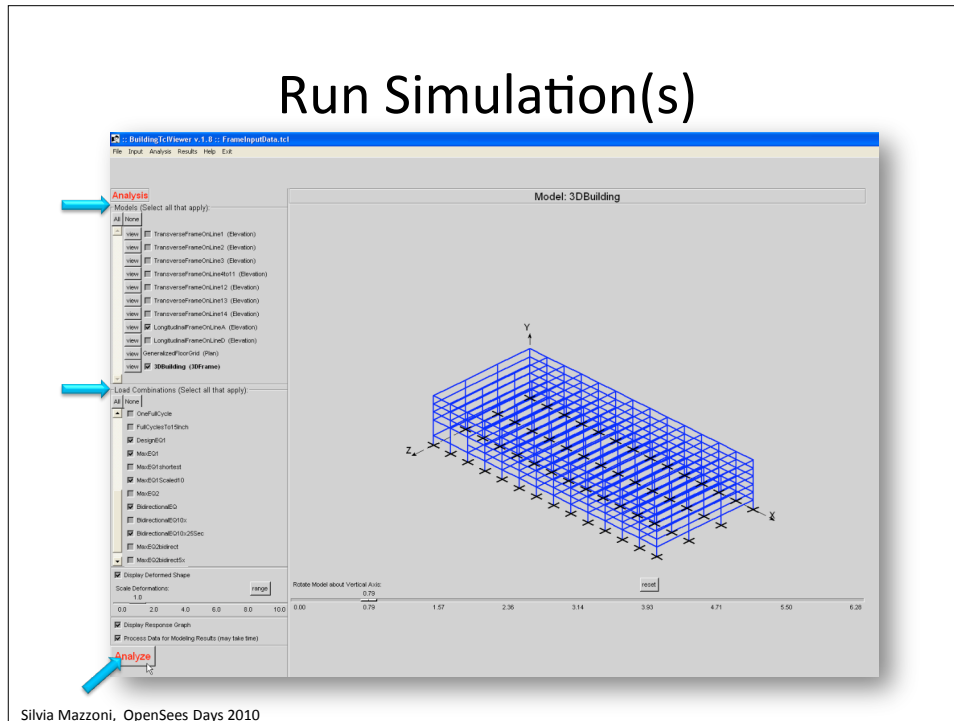 Run Simulation(s)
:: BuildingTclViewer v.1.8 :: FrameInputData.tcl
File Input Analysis Results Help Exit
Analysis
Models (Select all that apply):
All None
view TransverseFrameOnLine1 (Elevation)
view TransverseFrameOnLine2 (Elevation)
view TransverseFrameOnLine3 (Elevation)
view TransverseFrameOnLine4to11 (Elevation)
view TransverseFrameOnLine12 (Elevation)
view TransverseFrameOnLine13 (Elevation)
view TransverseFrameOnLine14 (Elevation)
view LongitudinalFrameOnLineA (Elevation)
view LongitudinalFrameOnLineD (Elevation)
view GeneralizedFloorGrid (Plan)
view 3DBuilding (3DFrame)
Load Combinations (Select all that apply):
All None
OneFullCycle
FullCyclesTo15Inch
DesignEQ1
MaxEQ1
MaxEQ1shortest
MaxEQ1Scaled10
MaxEQ2
BidirectionalEQ
BidirectionalEQ10x
BidirectionalEQ10x25Sec
MaxEQ2bidirect
MaxEQ2bidirect5x
Display Deformed Shape
Scale Deformations: range
1.0
0.0 2.0 4.0 6.0 8.0 10.0
Display Response Graph
Process Data for Modeling Results (may take time)
Analyze
Model: 3DBuilding
Y
Z
X
Rotate Model about Vertical Axis: reset
0.79
0.00 0.79 1.57 2.36 3.14 3.93 4.71 5.50 6.28
Silvia Mazzoni, OpenSees Days 2010